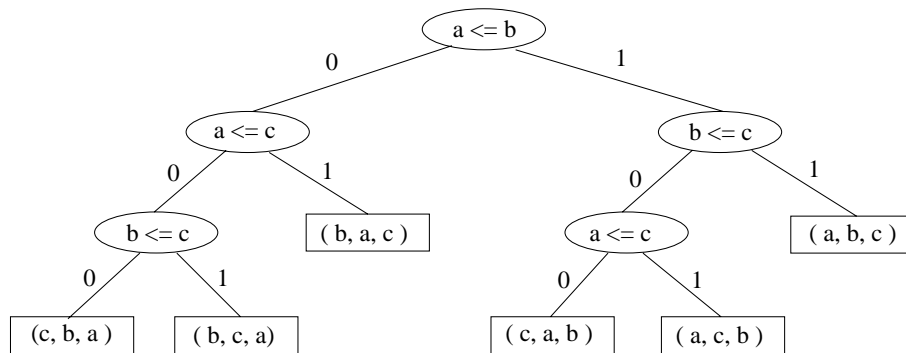 a <= b
0
1
a <= c
b <= c
0
1
0
1
b <= c
( b, a, c )
a <= c
( a, b, c )
0
1
0
1
(c, b, a )
( b, c, a)
( c, a, b )
( a, c, b )